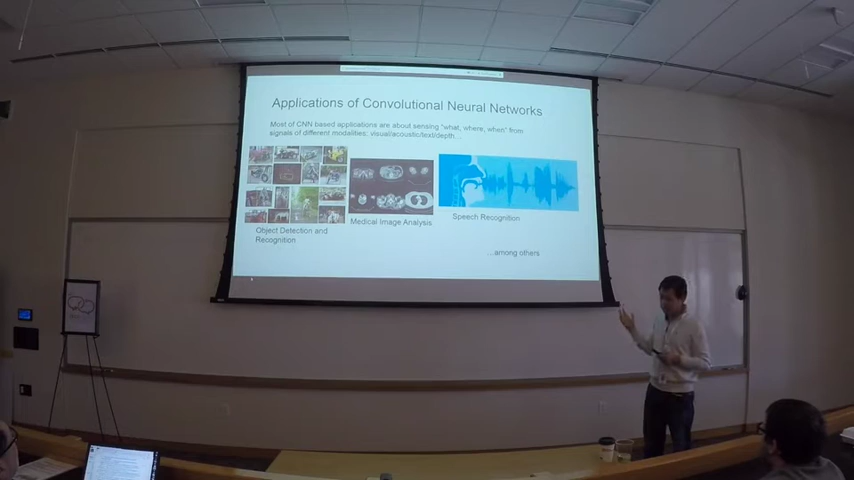 Applications of Convolutional Neural Networks
Most of CNN based applications are about sensing "what, where, when" from
signals of different modalities: visual/acoustic/text/depth...
Object Detection and
Recognition
Medical Image Analysis
Speech Recognition
...among others